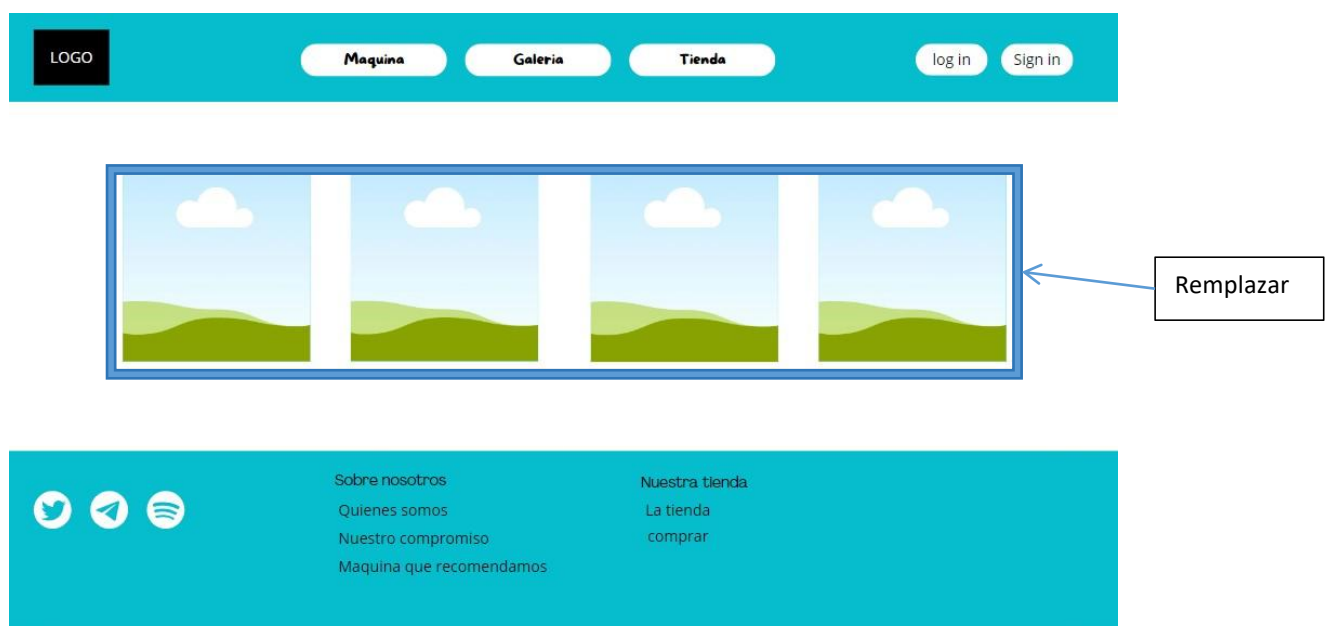 LOGO
Maquina
Galeria
Tienda
log in
Sign in
Remplazar
Sobre nosotros
Quienes somos
Nuestro compromiso
Maquina que recomendamos
Nuestra tienda
La tienda
comprar